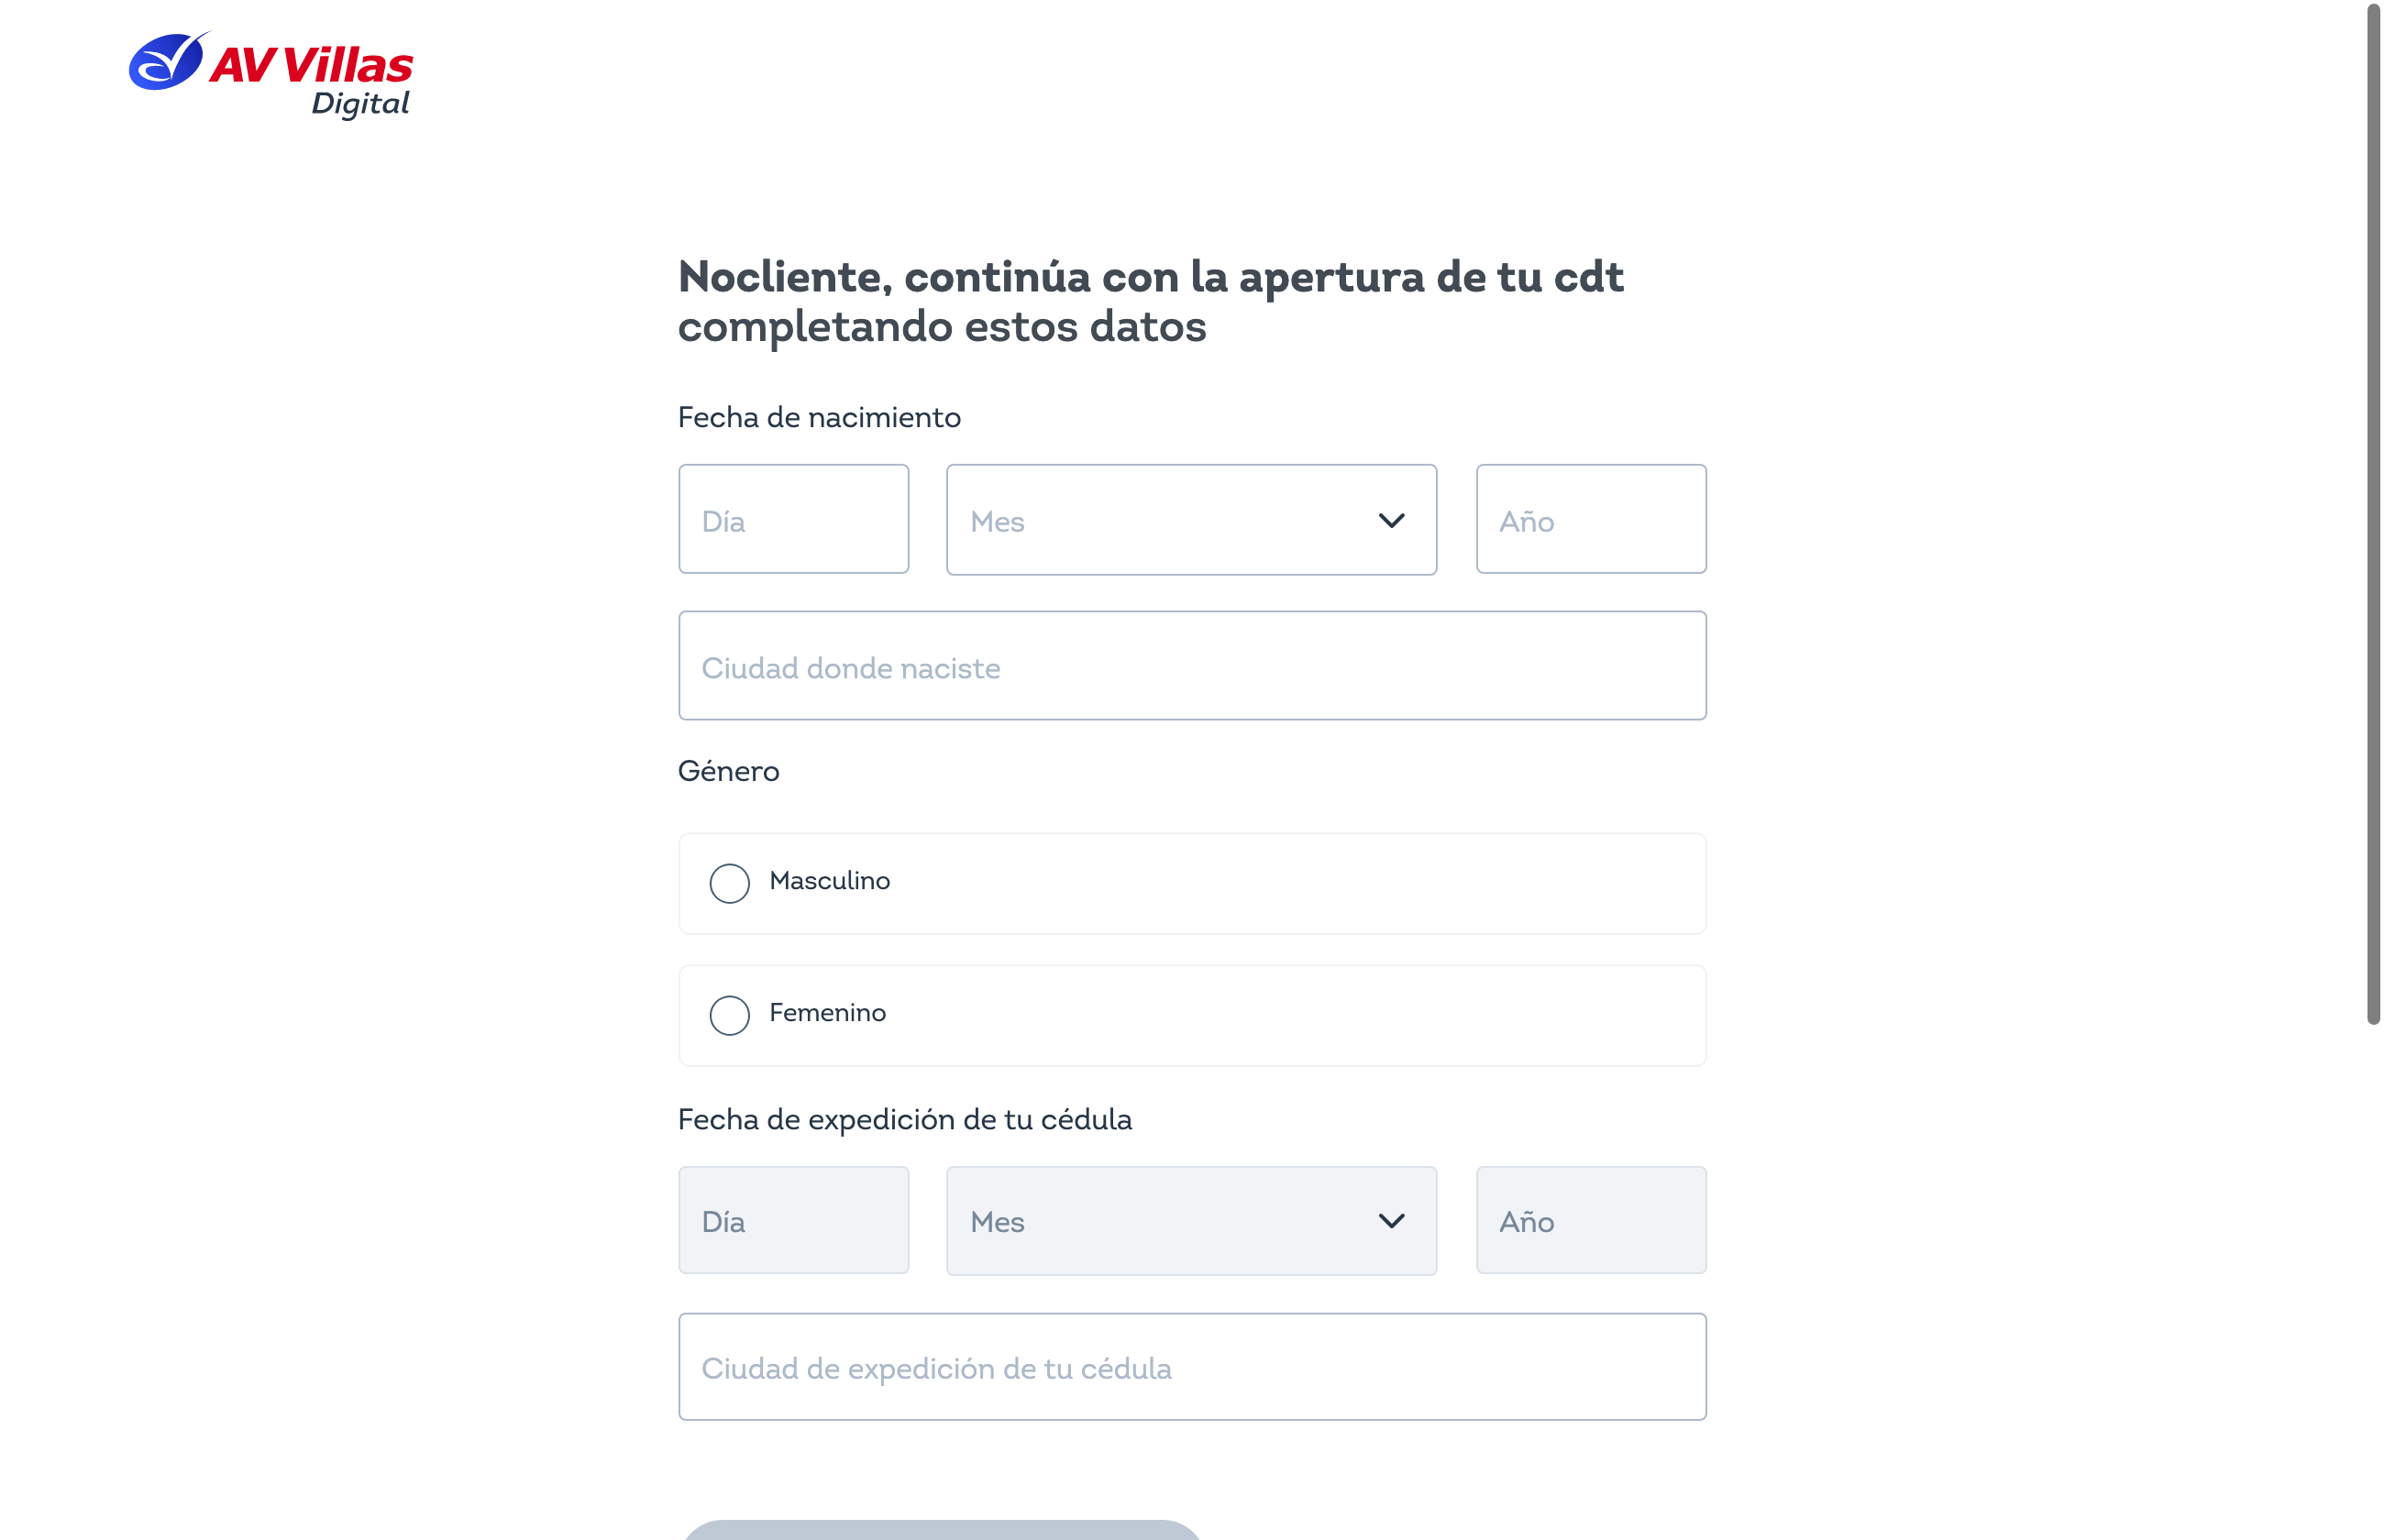 AV Villas
Digital
Nocliente, continúa con la apertura de tu cdt
completando estos datos
Fecha de nacimiento
Día
Mes
Año
Ciudad donde naciste
Género
Masculino
Femenino
Fecha de expedición de tu cédula
Día
Mes
Año
Ciudad de expedición de tu cédula